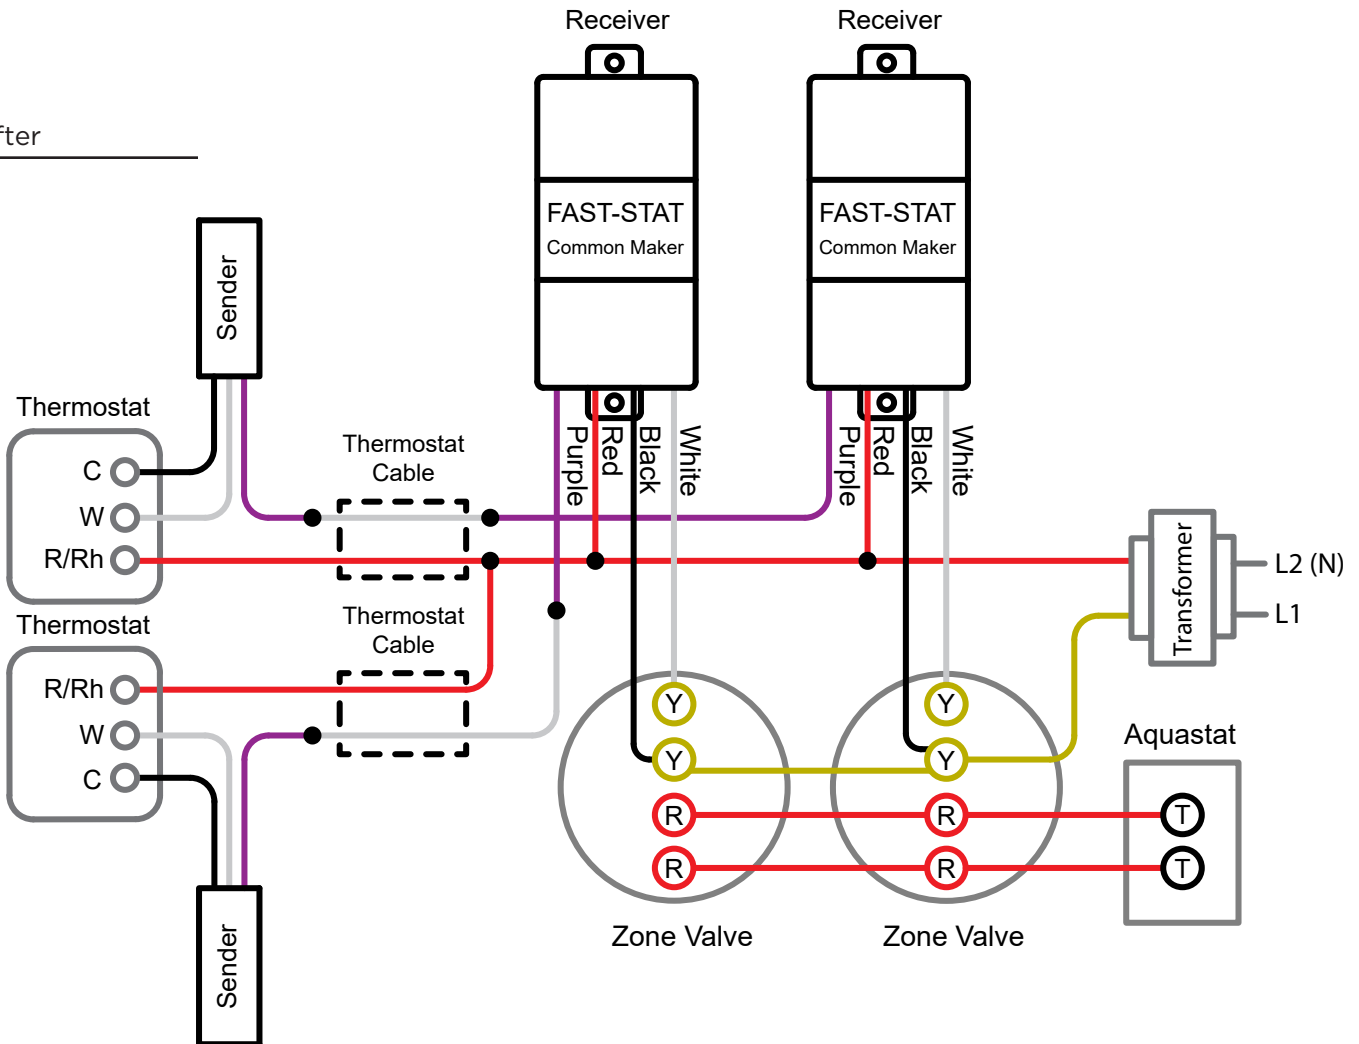 Receiver
Receiver
fter
FAST-STAT
Common Maker
FAST-STAT
Common Maker
Sender
Thermostat
C
W
R/Rh
Thermostat
Cable
Purple
Red
Black
White
Purple
Red
Black
White
Transformer
L2 (N)
L1
Thermostat
R/Rh
W
C
Thermostat
Cable
Y
Y
R
R
Y
Y
R
R
Aquastat
T
T
Zone Valve
Zone Valve
Sender